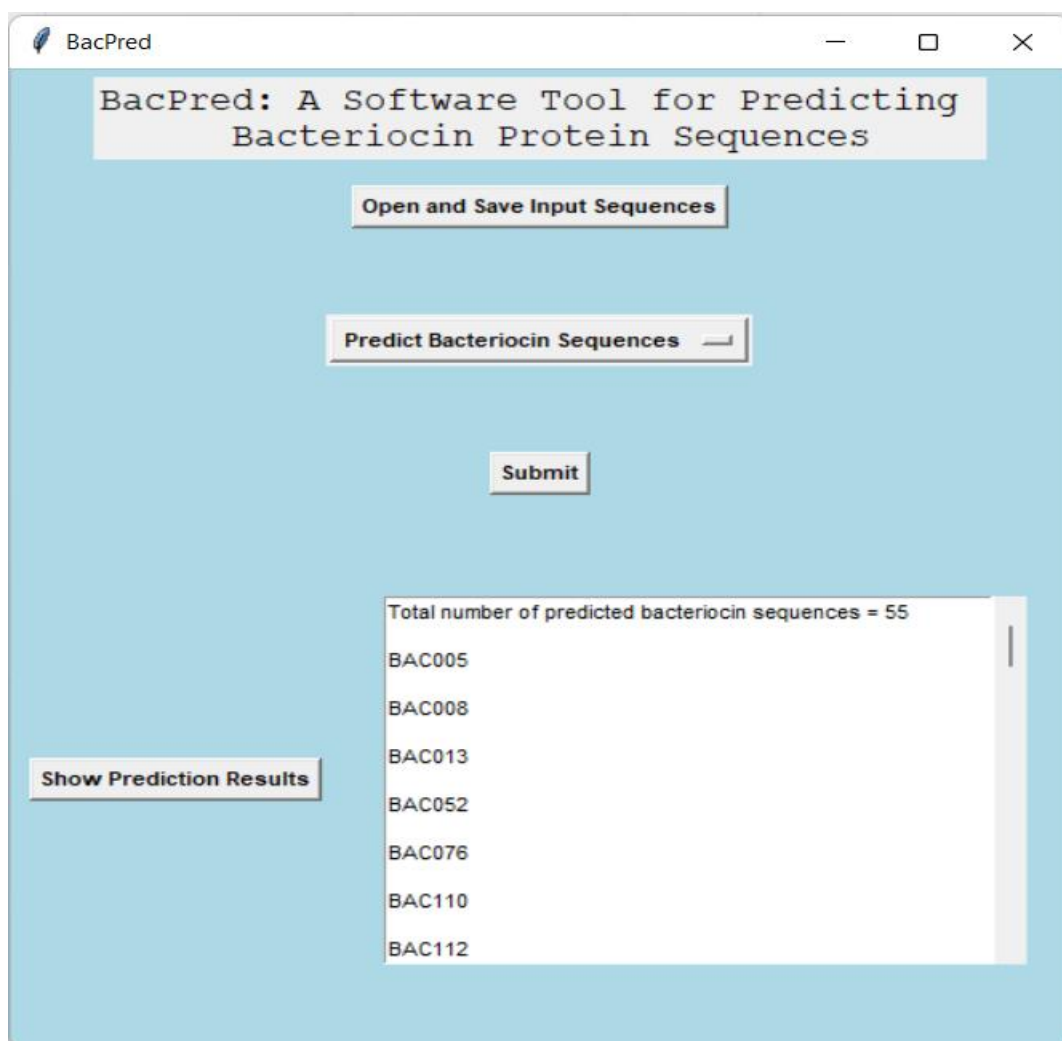 BacPred
BacPred: A Software Tool for Predicting
Bacteriocin Protein Sequences
Open and Save Input Sequences
Predict Bacteriocin Sequences
Submit
Show Prediction Results
Total number of predicted bacteriocin sequences = 55
BAC005
BAC008
BAC013
BAC052
BAC076
BAC110
BAC112